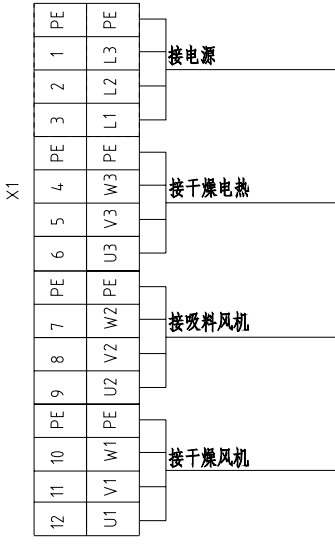 X1
PE PE
1 L3
2 L2
3 L1
接电源
PE PE
4 W3
5 V3
6 U3
接干燥电热
PE PE
7 W2
8 V2
9 U2
接吸料风机
PE PE
10 W1
11 V1
12 U1
接干燥风机